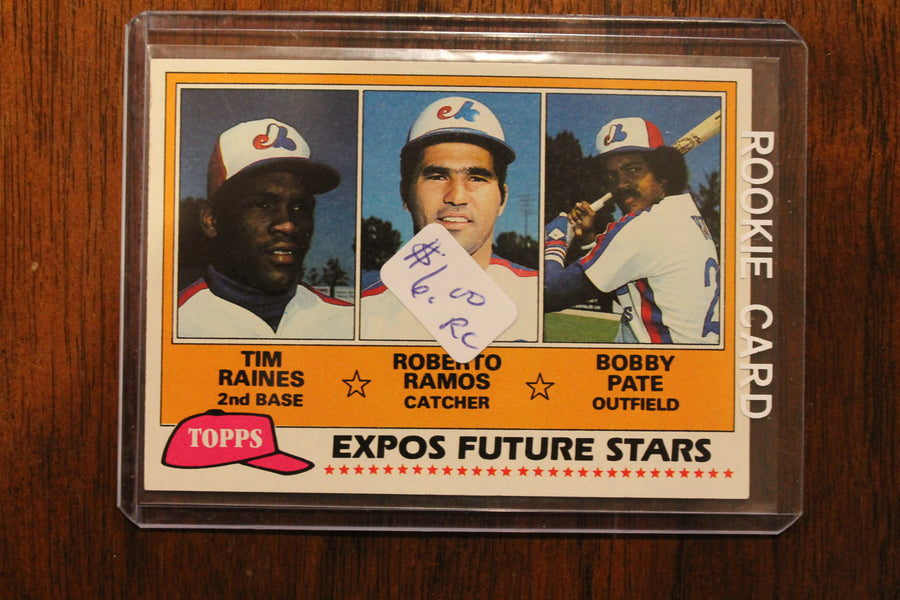 $6.00
RC
TIM
RAINES
2nd BASE
ROBERTO
RAMOS
CATCHER
BOBBY
PATE
OUTFIELD
TOPPS
EXPOS FUTURE STARS
ROOKIE CARD